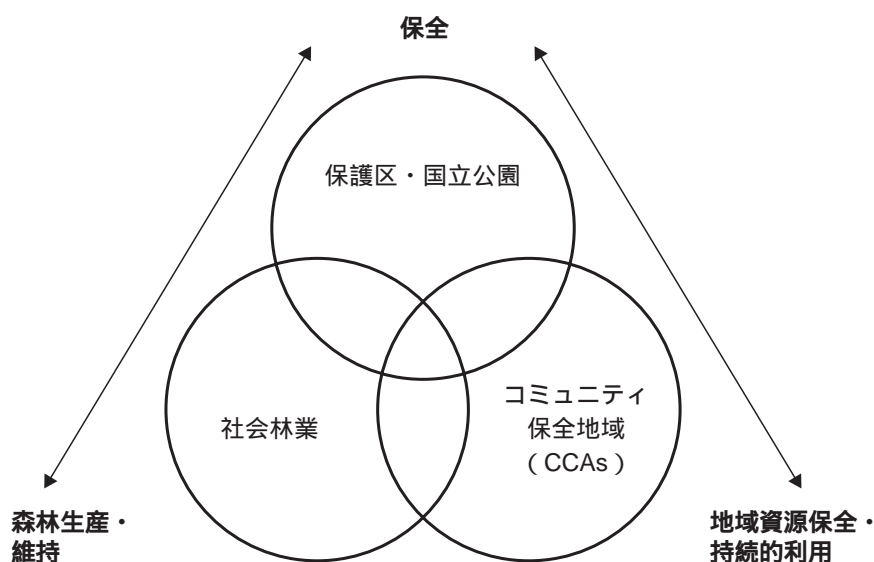 保全
保護区・国立公園
社会林業
コミュニティ
保全地域
（CCAs）
森林生産・
維持
地域資源保全・
持続的利用